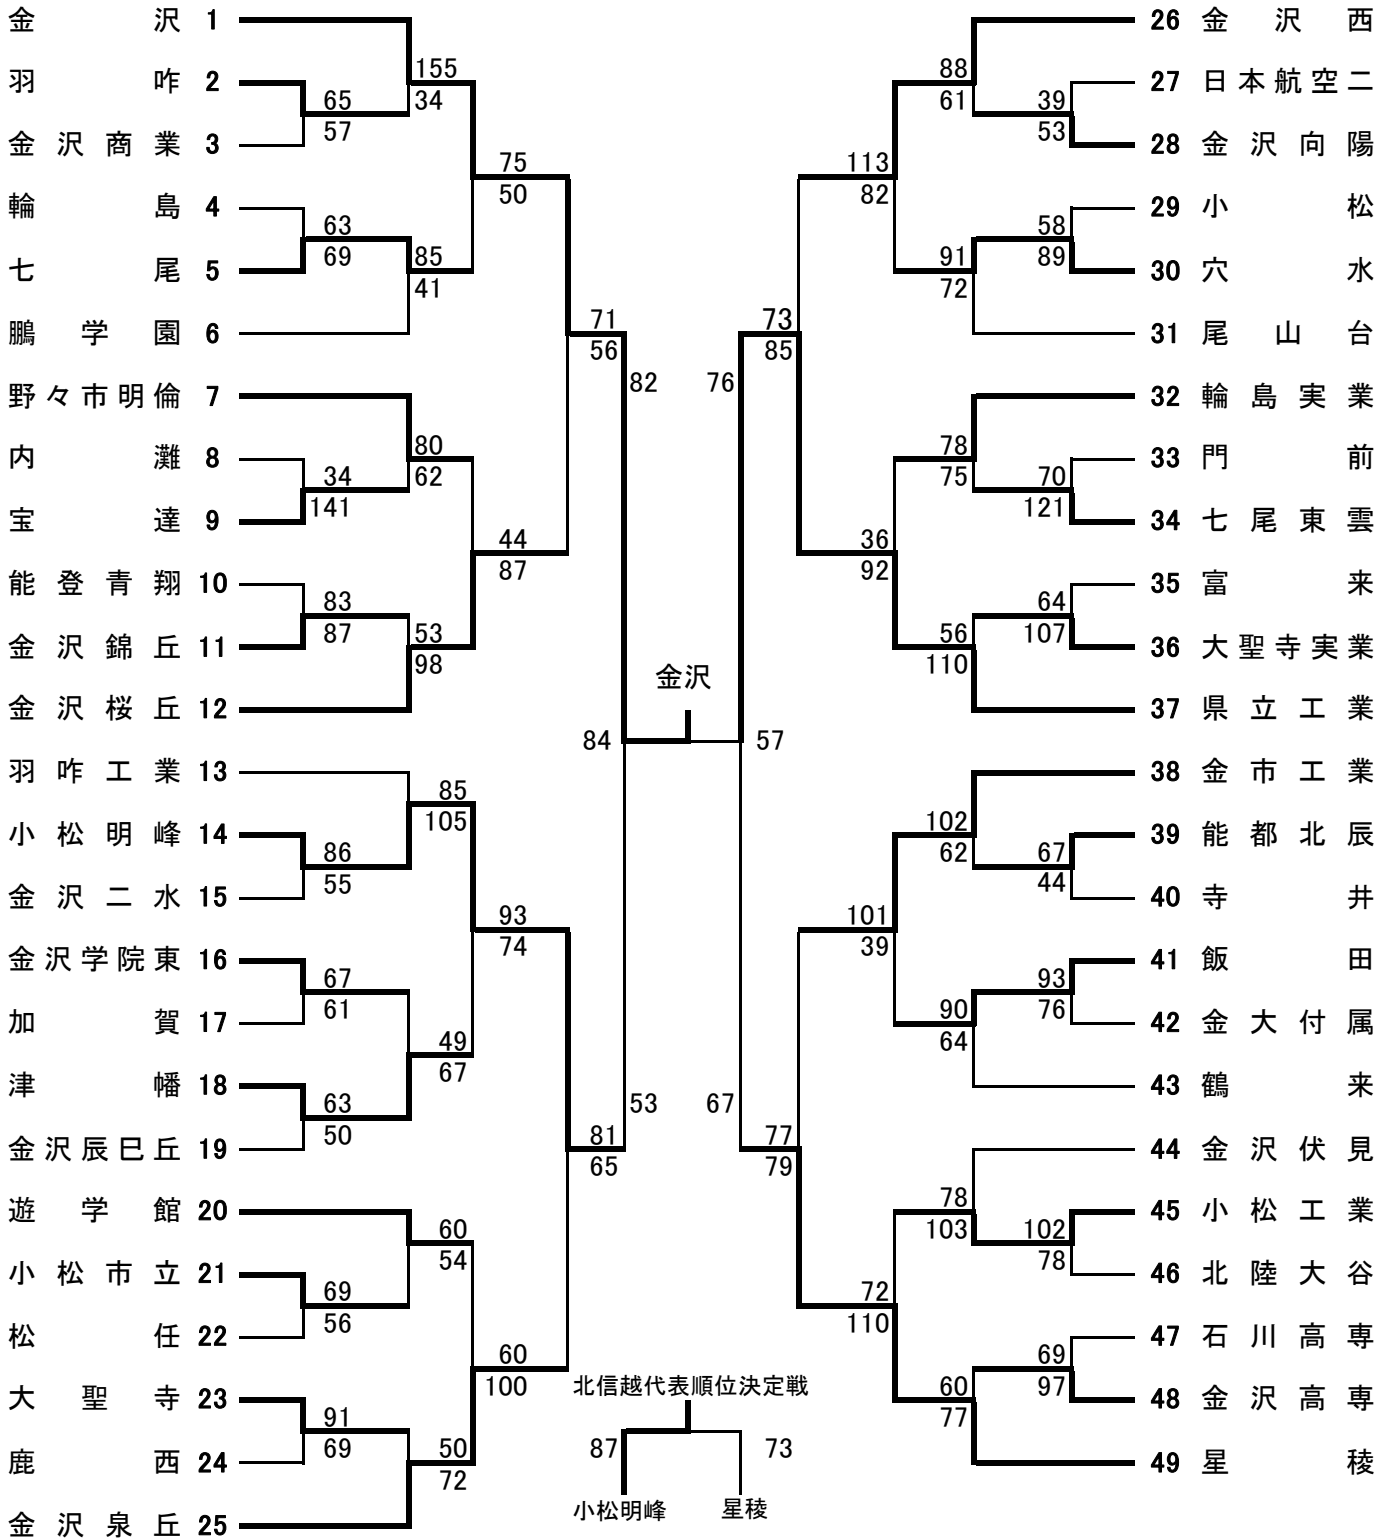 金沢 1
羽咋 2
金沢商業 3
輪島 4
七尾 5
鵬学園 6
野々市明倫 7
内灘 8
宝達 9
能登青翔 10
金沢錦丘 11
金沢桜丘 12
羽咋工業 13
小松明峰 14
金沢二水 15
金沢学院東 16
加賀 17
津幡 18
金沢辰巳丘 19
遊学館 20
小松市立 21
松任 22
大聖寺 23
鹿西 24
金沢泉丘 25
65
57
63
69
34
141
83
87
86
55
67
61
63
50
69
56
91
69
155
34
85
41
80
62
53
98
85
105
49
67
60
54
50
72
75
50
44
87
93
74
60
100
71
56
81
65
82
53
84
金沢
57
76
67
73
85
77
79
113
82
36
92
101
39
72
110
88
61
91
72
78
75
56
110
102
62
90
64
78
103
60
77
39
53
58
89
70
121
64
107
67
44
93
76
102
78
69
97
26 金沢西
27 日本航空二
28 金沢向陽
29 小松
30 穴水
31 尾山台
32 輪島実業
33 門前
34 七尾東雲
35 富来
36 大聖寺実業
37 県立工業
38 金市工業
39 能都北辰
40 寺井
41 飯田
42 金大付属
43 鶴来
44 金沢伏見
45 小松工業
46 北陸大谷
47 石川高専
48 金沢高専
49 星稜
北信越代表順位決定戦
87 73
小松明峰 星稜